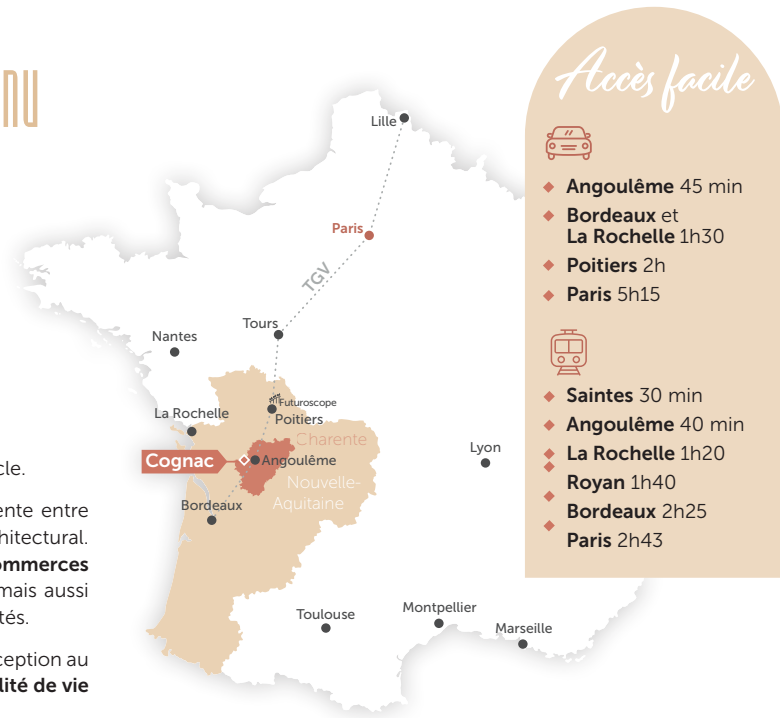 NU
cle.
ente entre
hitectural.
mmerces
mais aussi
tés.
ception au
lité de vie
Lille
Paris
TGV
Tours
Nantes
Futuroscope
Poitiers
La Rochelle
Charente
Cognac
Angoulême
Lyon
Nouvelle-
Aquitaine
Bordeaux
Toulouse
Montpellier
Marseille
Accès facile
Angoulême 45 min
Bordeaux et
La Rochelle 1h30
Poitiers 2h
Paris 5h15
Saintes 30 min
Angoulême 40 min
La Rochelle 1h20
Royan 1h40
Bordeaux 2h25
Paris 2h43